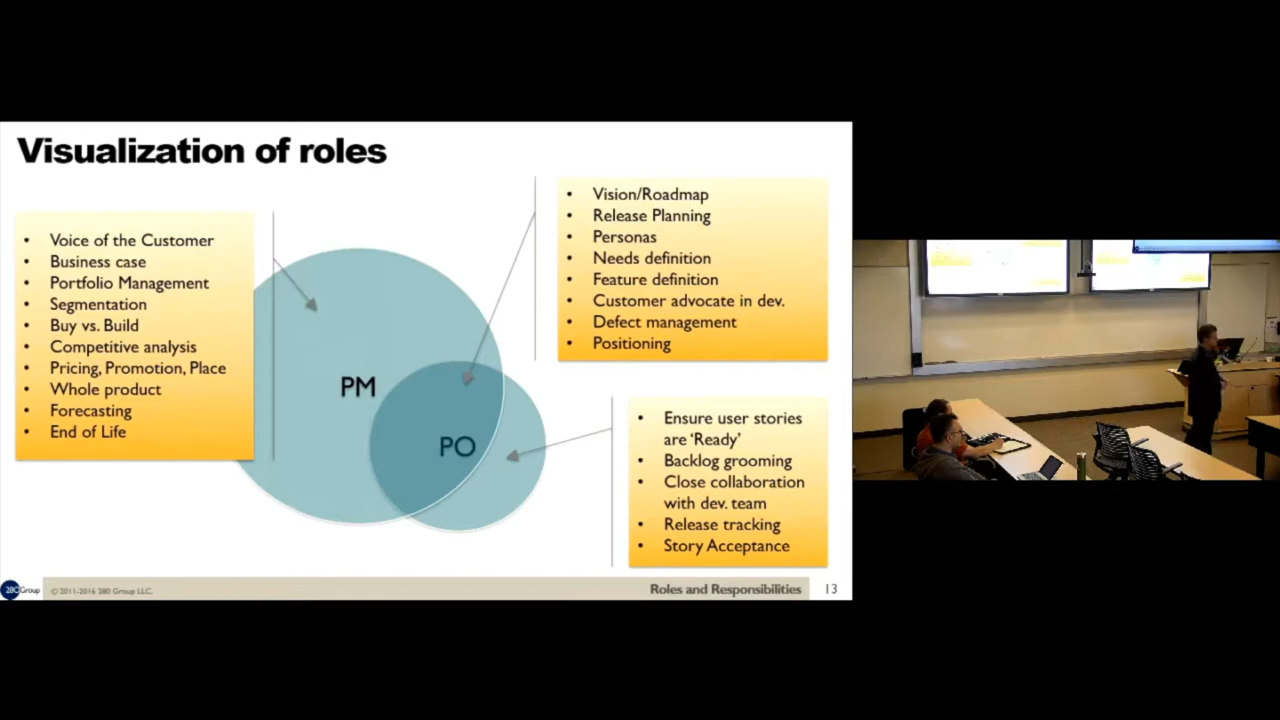 Visualization of roles
• Voice of the Customer
• Business case
• Portfolio Management
• Segmentation
• Buy vs. Build
• Competitive analysis
• Pricing, Promotion, Place
• Whole product
• Forecasting
• End of Life
PM
PO
• Vision/Roadmap
• Release Planning
• Personas
• Needs definition
• Feature definition
• Customer advocate in dev.
• Defect management
• Positioning
• Ensure user stories
are ‘Ready’
• Backlog grooming
• Close collaboration
with dev. team
• Release tracking
• Story Acceptance
280 Group
© 2011-2016 280 Group LLC.
Roles and Responsibilities
13